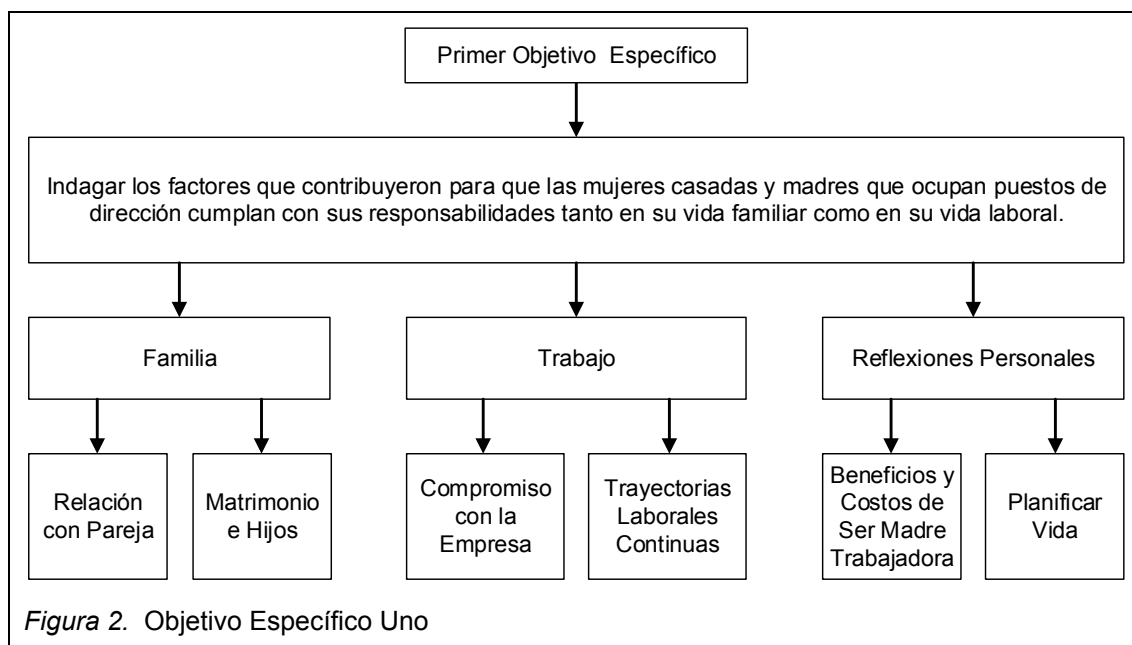 Primer Objetivo Específico
Indagar los factores que contribuyeron para que las mujeres casadas y madres que ocupan puestos de
dirección cumplan con sus responsabilidades tanto en su vida familiar como en su vida laboral.
Familia
Trabajo
Reflexiones Personales
Relación
con Pareja
Matrimonio
e Hijos
Compromiso
con la
Empresa
Trayectorias
Laborales
Continuas
Beneficios y
Costos de
Ser Madre
Trabajadora
Planificar
Vida
Figura 2. Objetivo Específico Uno